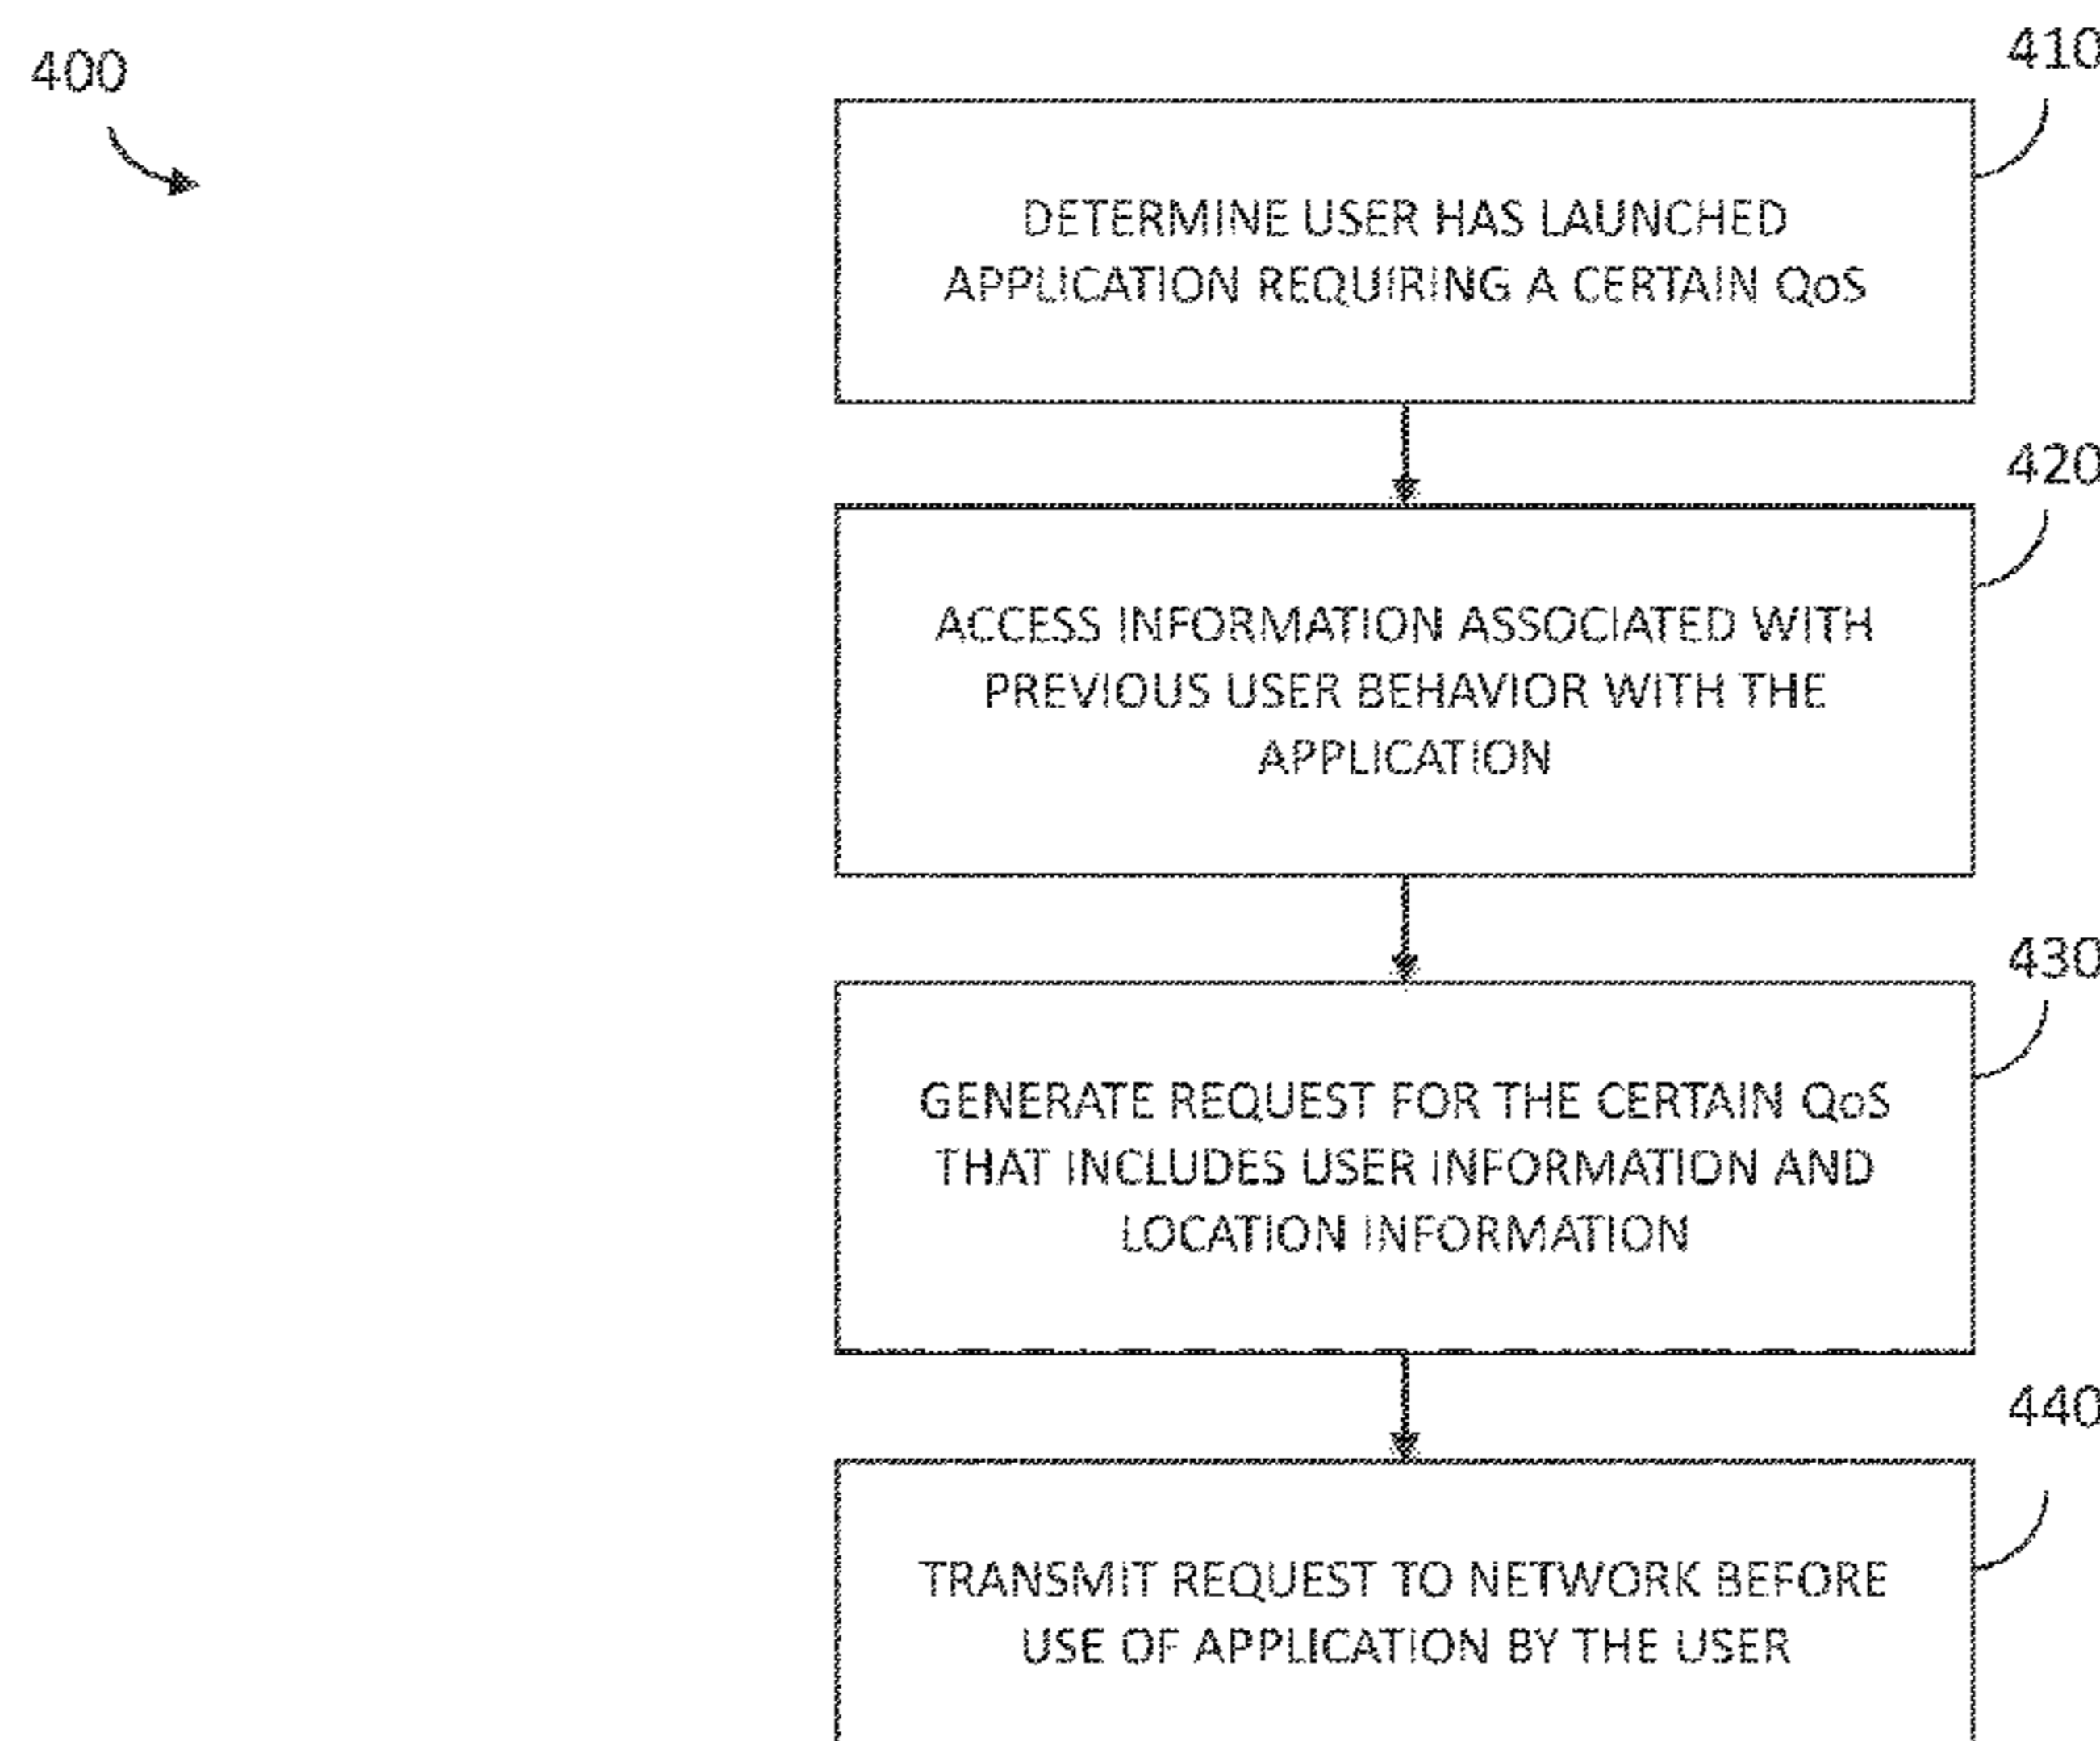 400
410
DETERMINE USER HAS LAUNCHED
APPLICATION REQUIRING A CERTAIN QoS
420
ACCESS INFORMATION ASSOCIATED WITH
PREVIOUS USER BEHAVIOR WITH THE
APPLICATION
430
GENERATE REQUEST FOR THE CERTAIN QoS
THAT INCLUDES USER INFORMATION AND
LOCATION INFORMATION
440
TRANSMIT REQUEST TO NETWORK BEFORE
USE OF APPLICATION BY THE USER